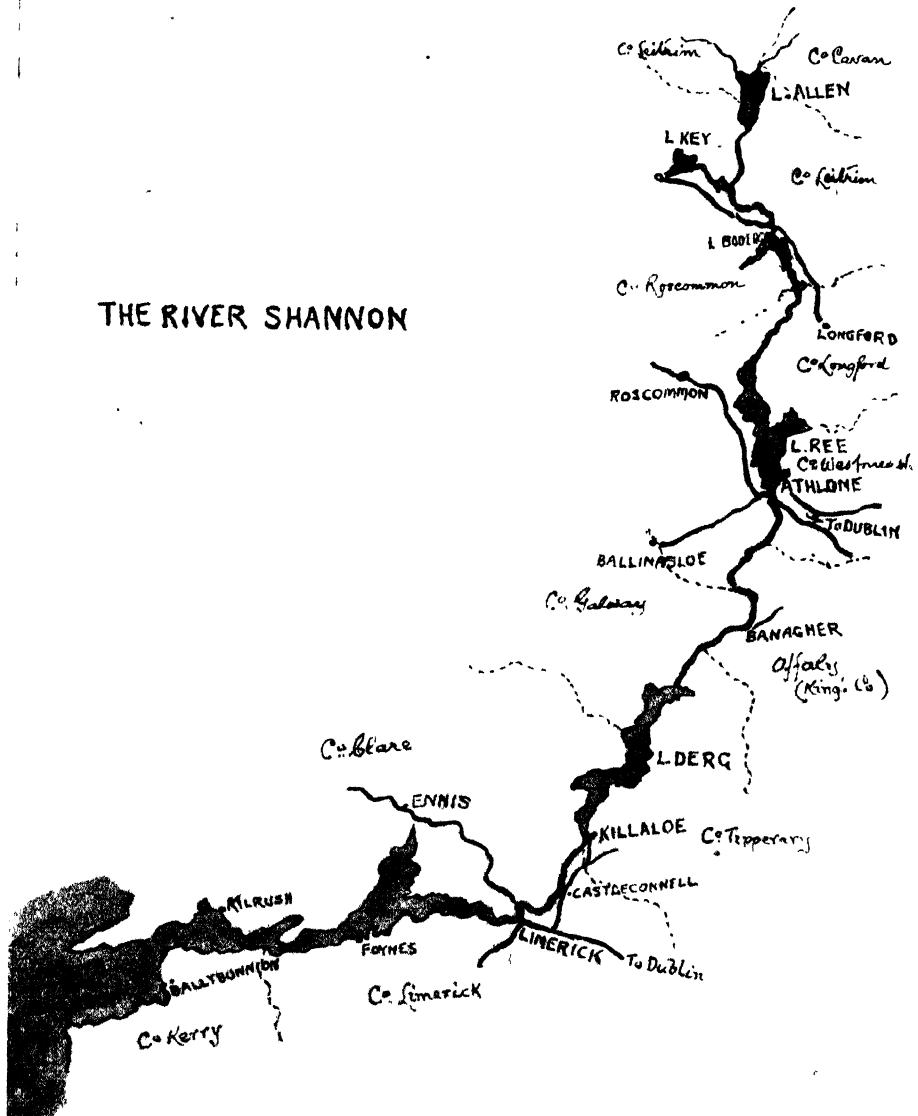 Co. Leitrim
Co. Cavan
L. ALLEN
L KEY
Co. Leitrim
L BODERG
Co. Roscommon
THE RIVER SHANNON
LONGFORD
Co. Longford
ROSCOMMON
L. REE
Co. Westmeath
ATHLONE
To DUBLIN
BALLINASLOE
Co. Galway
BANAGHER
Offaly
(King's Co)
Co. Clare
L. DERG
ENNIS
KILLALOE
Co. Tipperary
CASTLECONNELL
KILRUSH
LIMERICK
FOYNES
To Dublin
BALLYBUNNION
Co. Limerick
Co. Kerry